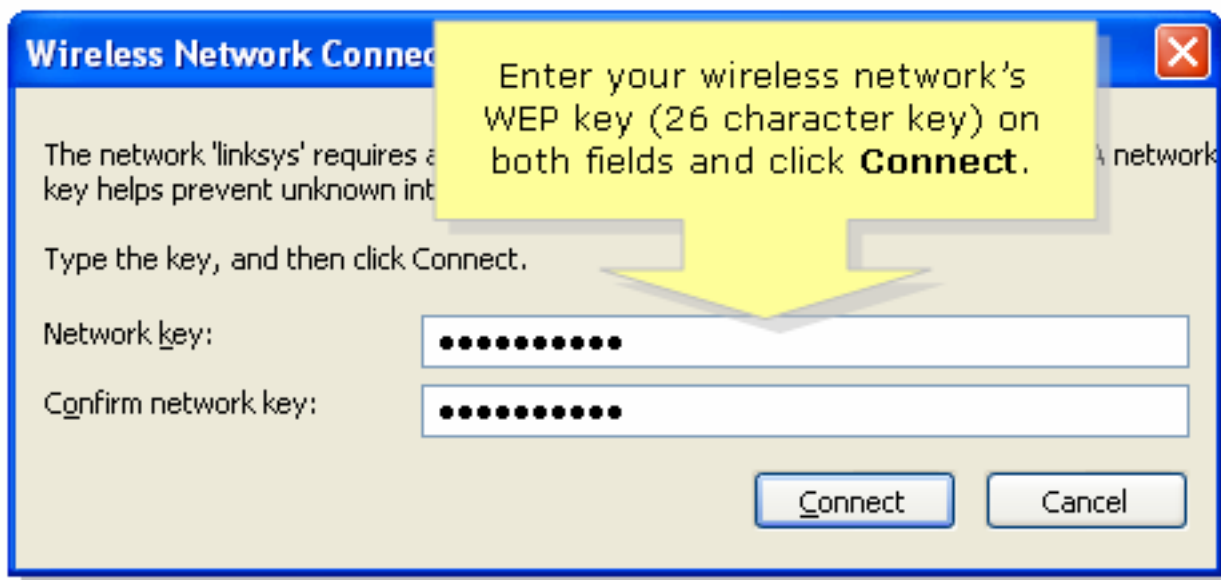 Wireless Network Connec
Enter your wireless network's
WEP key (26 character key) on
both fields and click Connect.
The network 'linksys' requires a
network
key helps prevent unknown int
Type the key, and then click Connect.
Network key:
●●●●●●●●●●
Confirm network key:
●●●●●●●●●●
Connect
Cancel